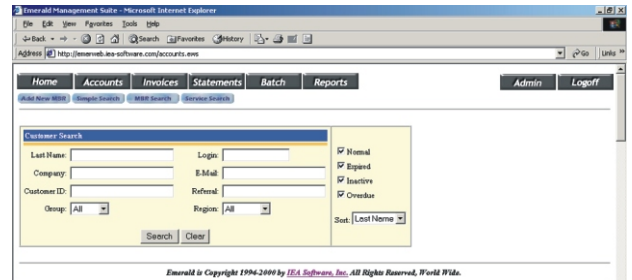 Emerald Management Suite - Microsoft Internet Explorer
File Edit View Favorites Tools Help
Back Search Favorites History
Address http://emerweb.iea-software.com/accounts.ews Go Links »
Home Accounts Invoices Statements Batch Reports Admin Logoff
Add New MBR Simple Search MBR Search Service Search
Customer Search
Last Name: Login: Normal
Company: E-Mail: Expired
Customer ID: Referral: Inactive
Group: All Region: All Overdue
Sort: Last Name
Search Clear
Emerald is Copyright 1994-2000 by IEA Software, Inc. All Rights Reserved, World Wide.